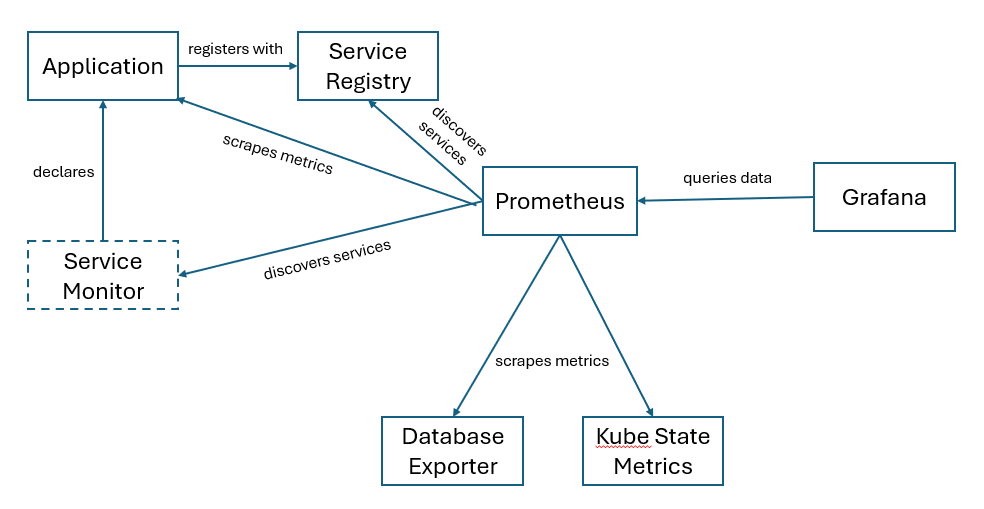 Application
registers with
Service
Registry
discovers
services
scrapes metrics
declares
Prometheus
queries data
Grafana
Service
Monitor
discovers services
scrapes metrics
Database
Exporter
Kube State
Metrics